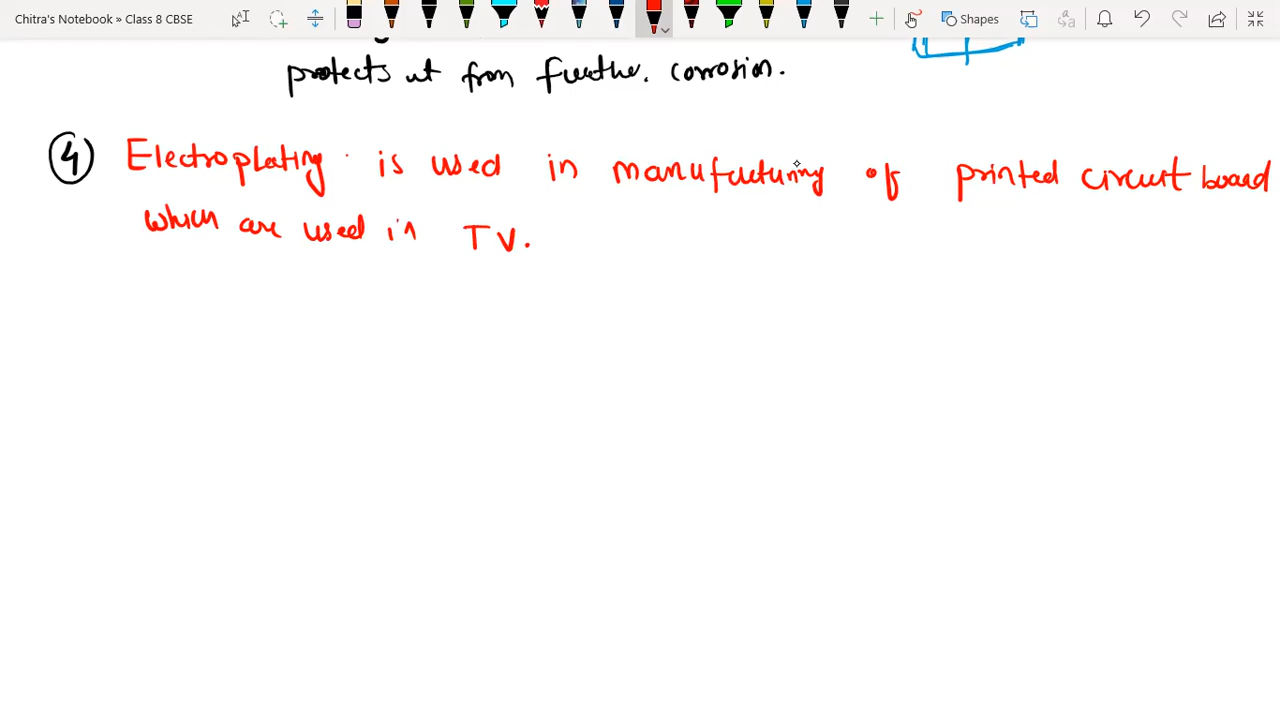 Chitra's Notebook » Class 8 CBSE
Shapes
protects it from further. corrosion.
4 Electroplating is used in manufacturing of printed circuit board
which are used in TV.